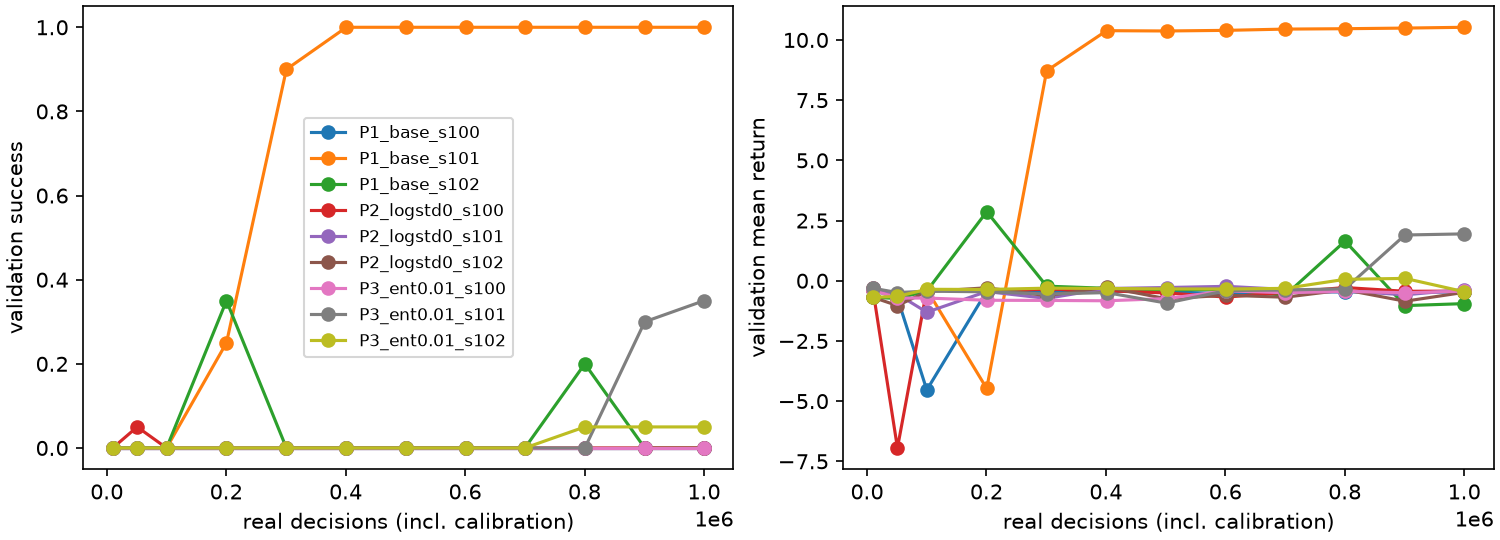 1.0
0.8
0.6
0.4
0.2
0.0
validation success
P1_base_s100
P1_base_s101
P1_base_s102
P2_logstd0_s100
P2_logstd0_s101
P2_logstd0_s102
P3_ent0.01_s100
P3_ent0.01_s101
P3_ent0.01_s102
0.0 0.2 0.4 0.6 0.8 1.0
1e6
real decisions (incl. calibration)
10.0
7.5
5.0
2.5
0.0
−2.5
−5.0
−7.5
validation mean return
0.0 0.2 0.4 0.6 0.8 1.0
1e6
real decisions (incl. calibration)